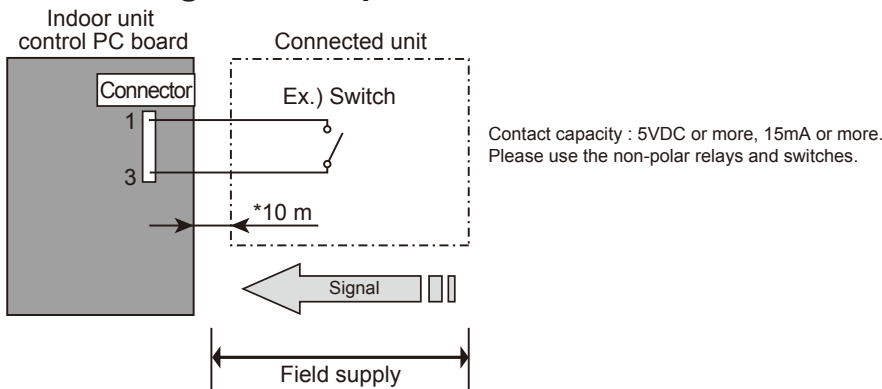 Indoor unit
control PC board
Connected unit
Connector
Ex.) Switch
1
3
Contact capacity : 5VDC or more, 15mA or more.
Please use the non-polar relays and switches.
*10 m
Signal
Field supply